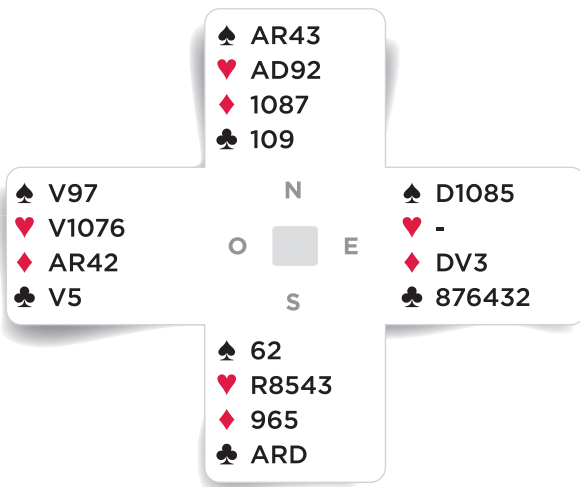 ♠ AR43
♥ AD92
♦ 1087
♣ 109
♠ V97
♥ V1076
♦ AR42
♣ V5
N
O E
S
♠ D1085
♥ -
♦ DV3
♣ 876432
♠ 62
♥ R8543
♦ 965
♣ ARD